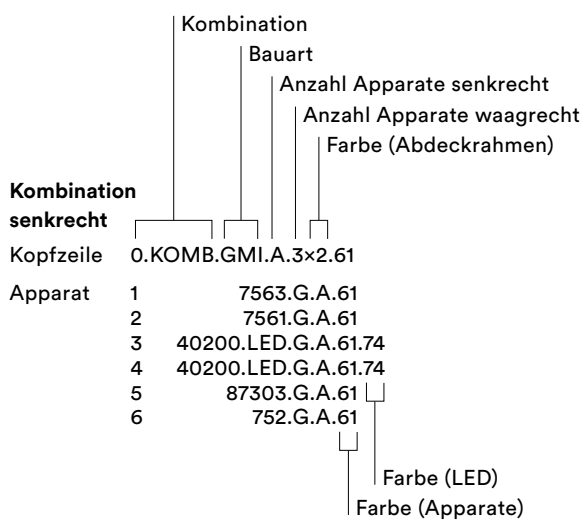 Kombination
Bauart
Anzahl Apparate senkrecht
Anzahl Apparate waagrecht
Farbe (Abdeckrahmen)
Kombination
senkrecht
Kopfzeile 0.KOMB.GMI.A.3×2.61
Apparat 1 7563.G.A.61
2 7561.G.A.61
3 40200.LED.G.A.61.74
4 40200.LED.G.A.61.74
5 87303.G.A.61
6 752.G.A.61
Farbe (LED)
Farbe (Apparate)